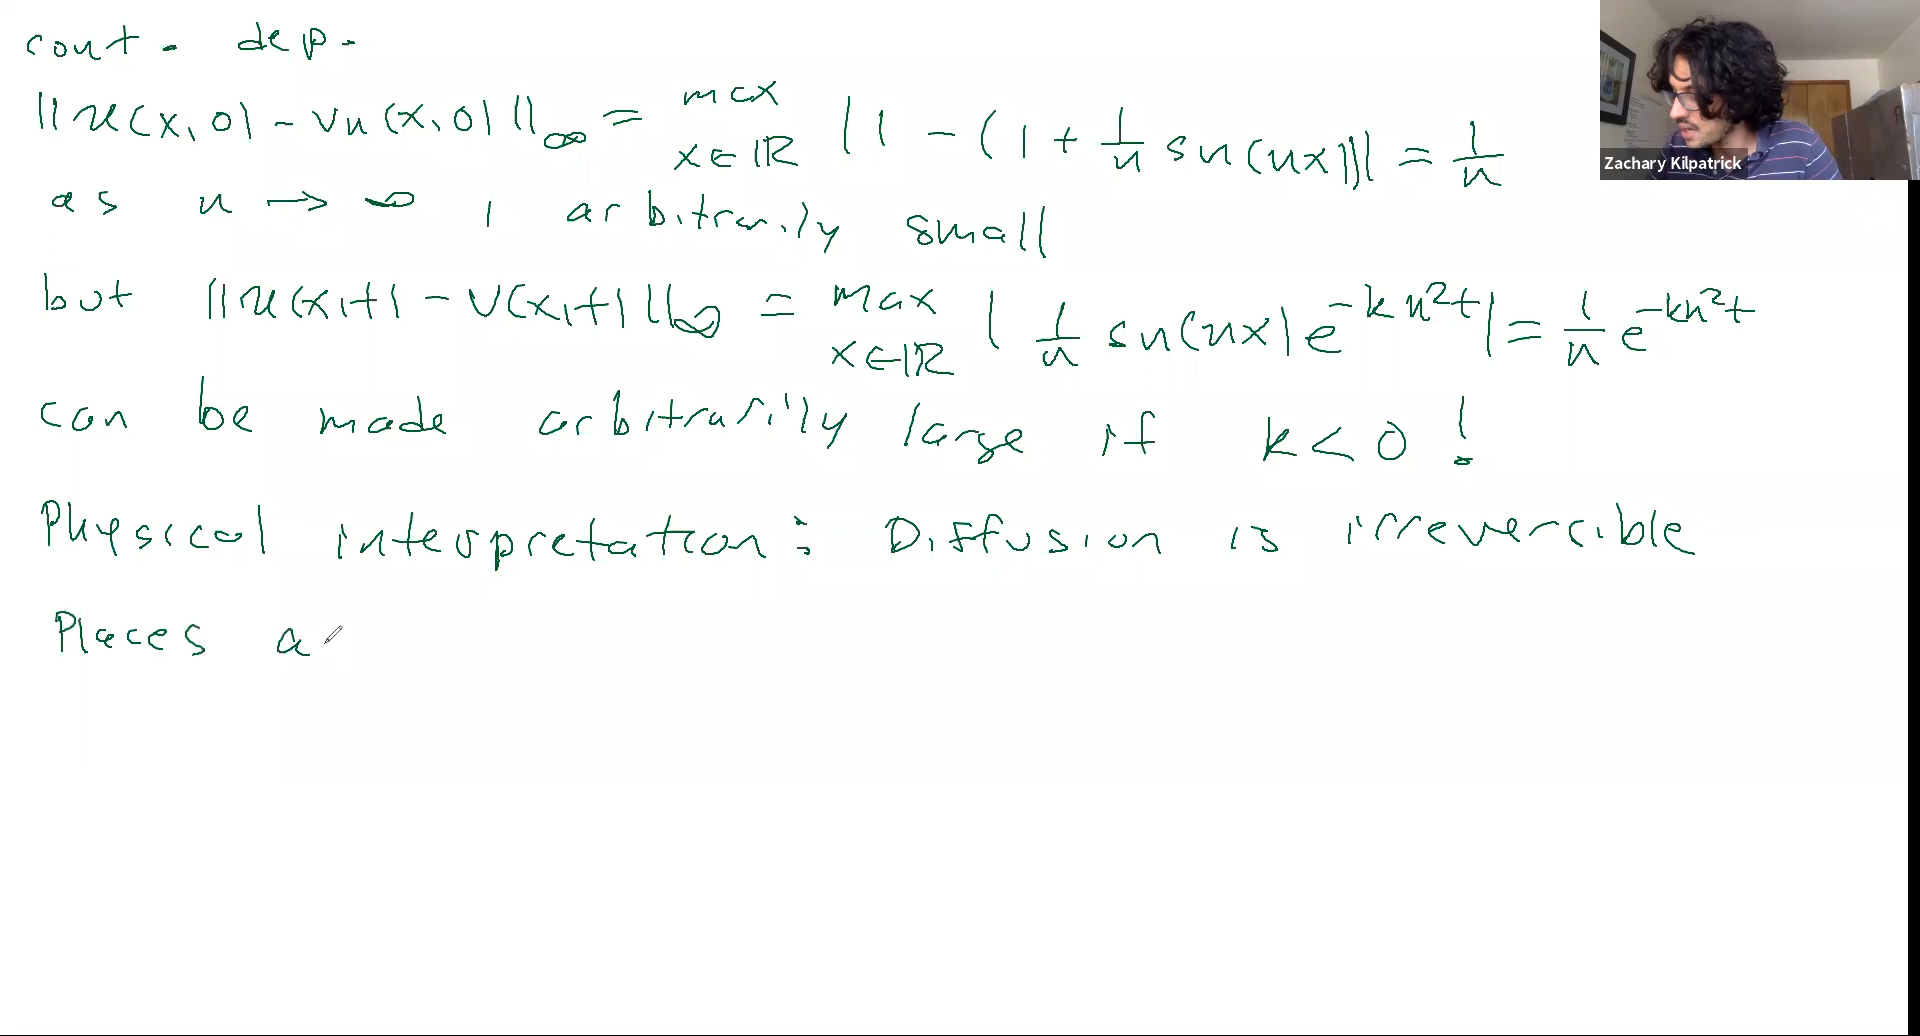 cont. dep.
||u(x,0) - vn(x,0)||∞ = max x∈ℝ |1 - (1 + 1/n sin(nx))| = 1/n
as n → ∞, arbitrarily small
but ||u(x,t) - v(x,t)||∞ = max x∈ℝ |1/n sin(nx) e^{-kn²t}| = 1/n e^{-kn²t}
can be made arbitrarily large if k < 0 !
Physical interpretation: Diffusion is irreversible
Places a
Zachary Kilpatrick